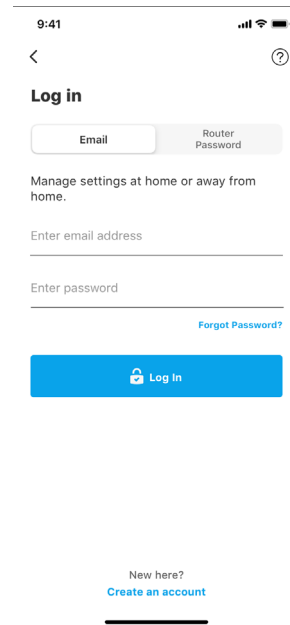 9:41
Log in
Email
Router
Password
Manage settings at home or away from
home.
Enter email address
Enter password
Forgot Password?
Log In
New here?
Create an account